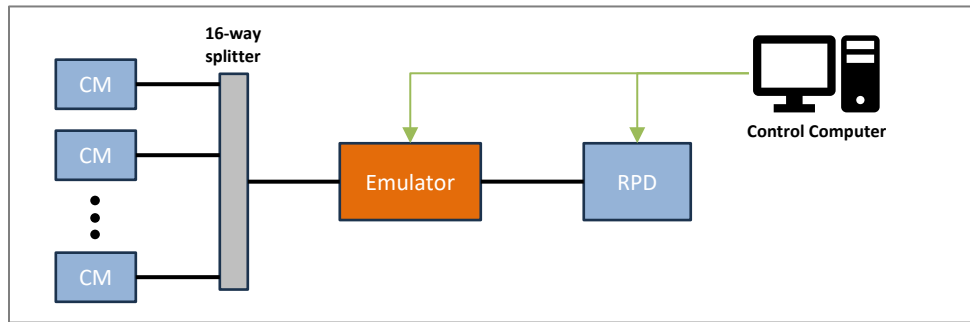 16-way
splitter
CM
CM
CM
Emulator
RPD
Control Computer